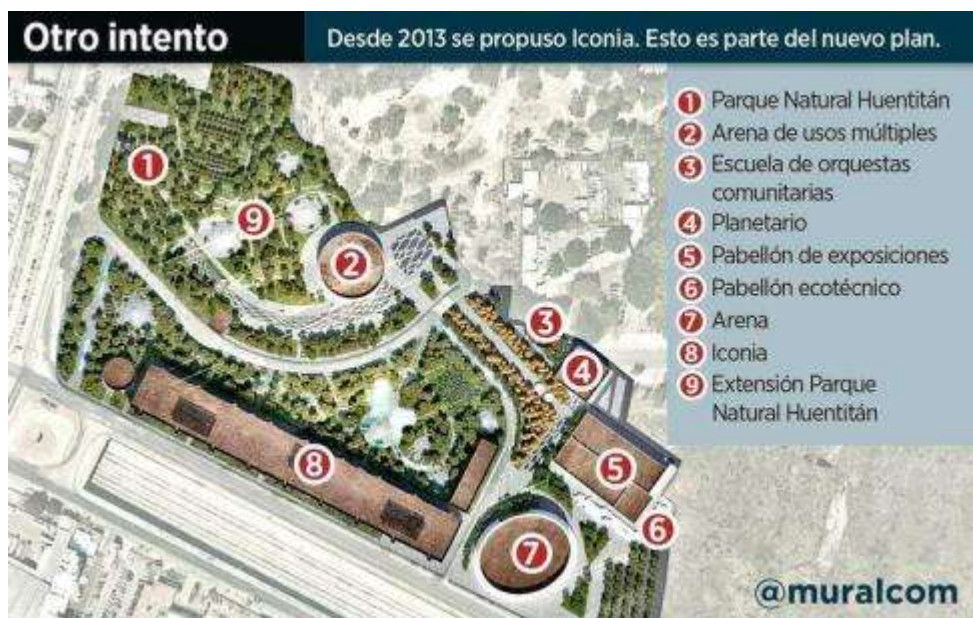 Otro intento
Desde 2013 se propuso Iconia. Esto es parte del nuevo plan.
1 Parque Natural Huentitán
2 Arena de usos múltiples
3 Escuela de orquestas
comunitarias
4 Planetario
5 Pabellón de exposiciones
6 Pabellón ecotécnico
7 Arena
8 Iconia
9 Extensión Parque
Natural Huentitán
1
9
2
3
4
8
5
6
7
@muralcom